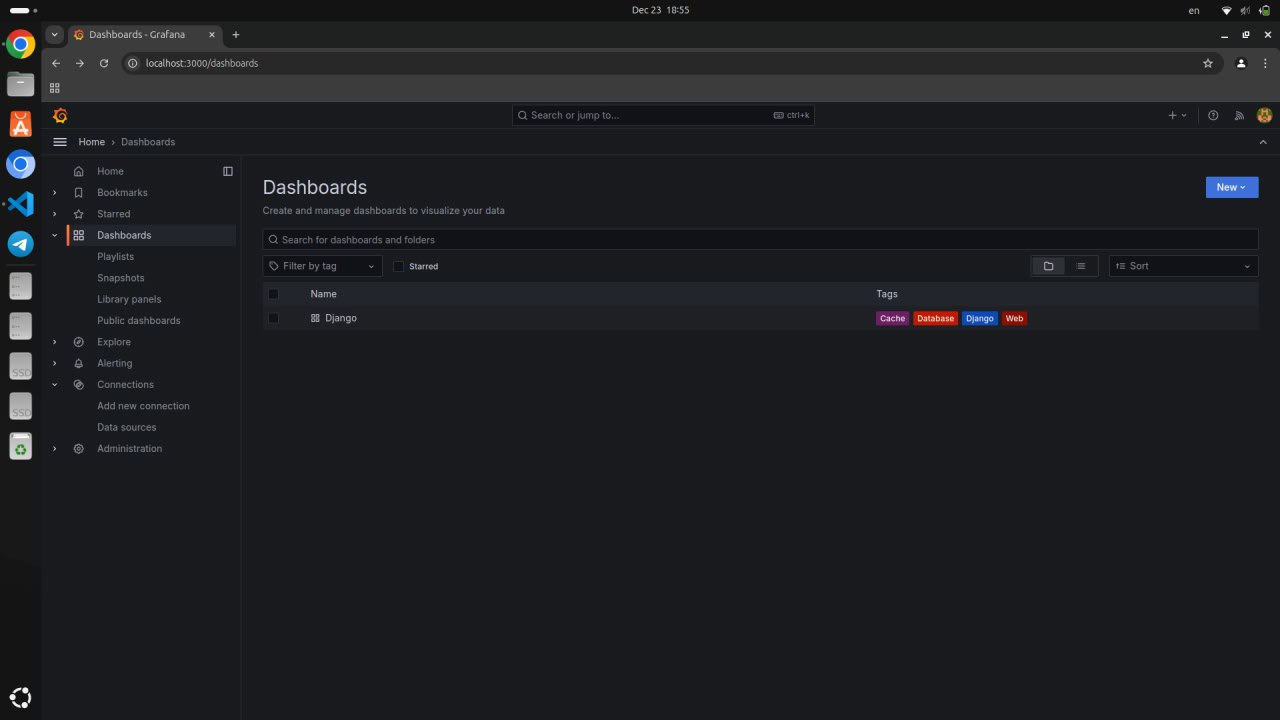 Dec 23 18:55
en
Dashboards - Grafana
localhost:3000/dashboards
Search or jump to...
ctrl+k
Home › Dashboards
Home
Bookmarks
Starred
Dashboards
Playlists
Snapshots
Library panels
Public dashboards
Explore
Alerting
Connections
Add new connection
Data sources
Administration
Dashboards
New
Create and manage dashboards to visualize your data
Search for dashboards and folders
Filter by tag
Starred
Sort
Name Tags
Django Cache Database Django Web
SSD
SSD